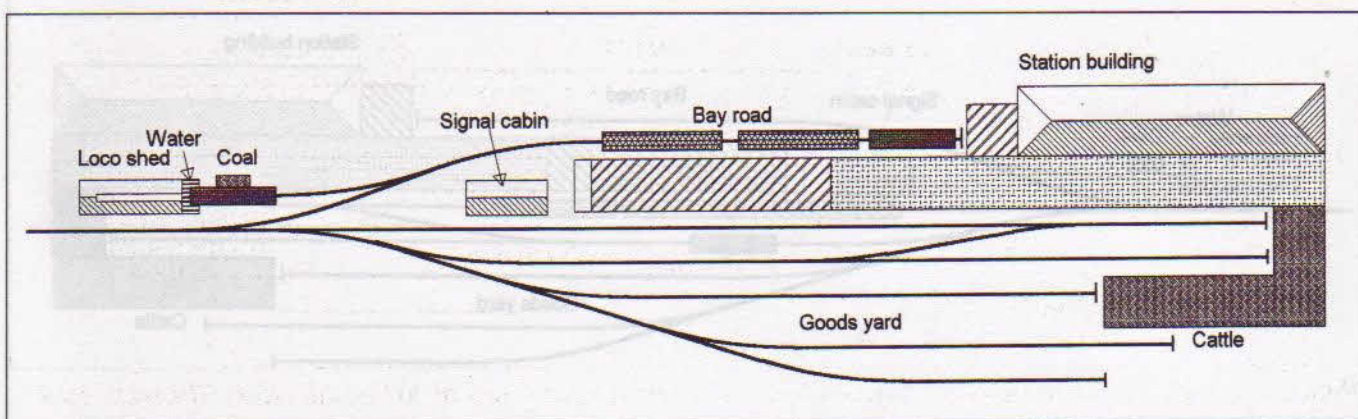 Station building
Bay road
Signal cabin
Water
Loco shed
Coal
Goods yard
Cattle